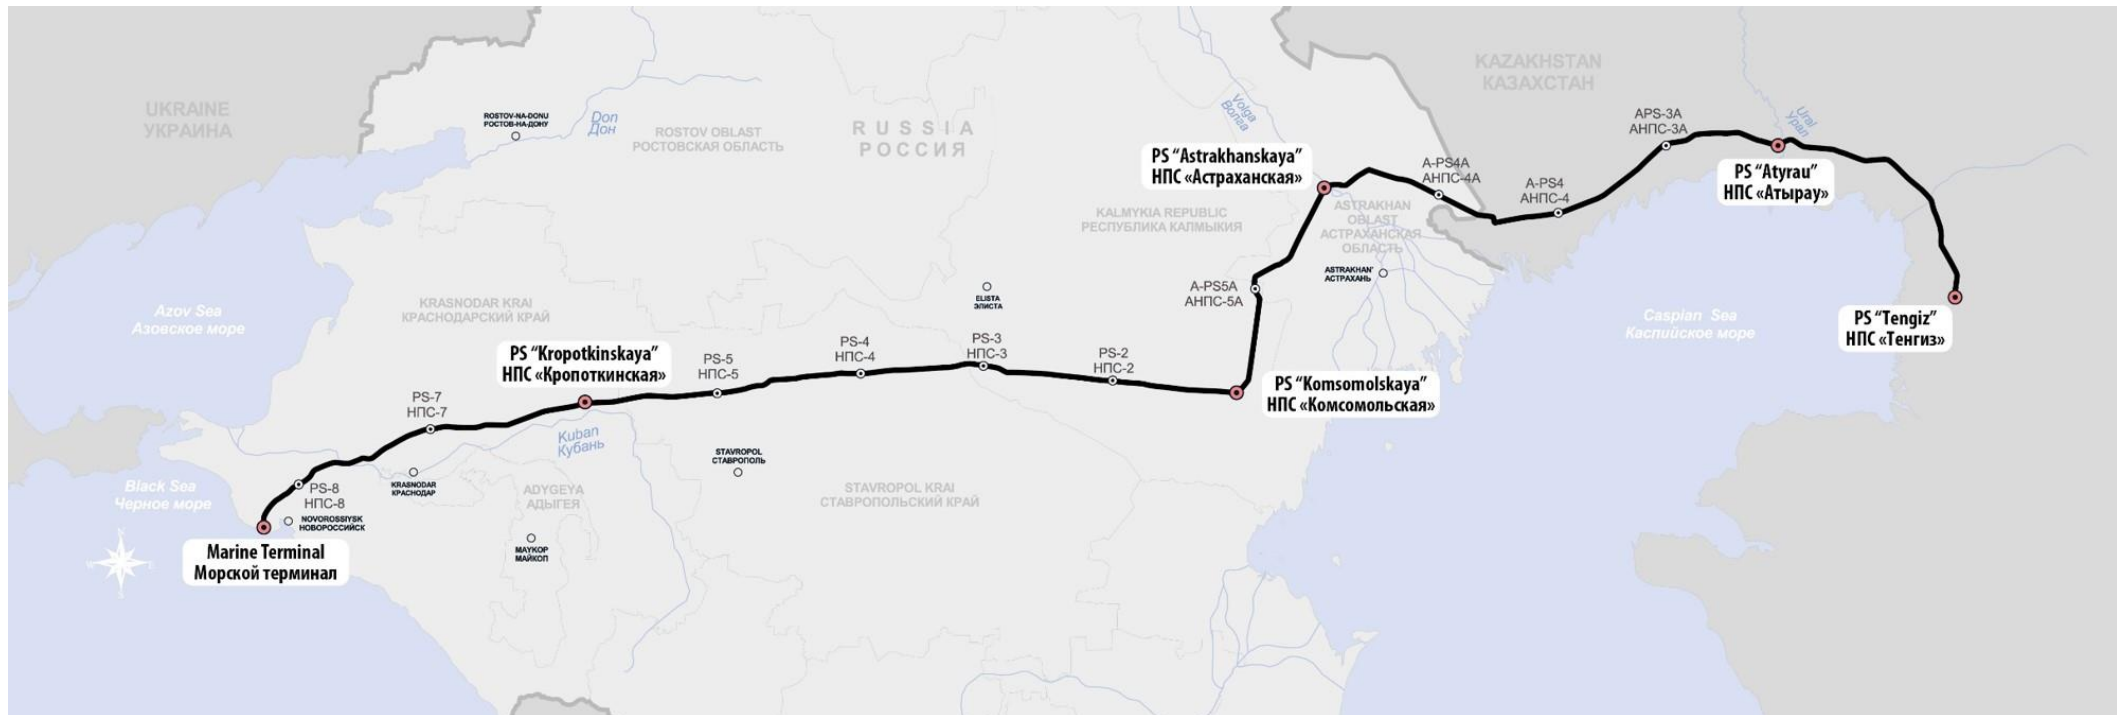 UKRAINE
УКРАИНА
ROSTOV-NA-DONU
РОСТОВ-НА-ДОНУ
Don
Дон
ROSTOV OBLAST
РОСТОВСКАЯ ОБЛАСТЬ
RUSSIA
РОССИЯ
Volga
Волга
KAZAKHSTAN
КАЗАХСТАН
APS-3A
АНПС-3А
Ural
Урал
PS “Astrakhanskaya”
НПС «Астраханская»
A-PS4A
АНПС-4А
A-PS4
АНПС-4
PS “Atyrau”
НПС «Атырау»
KALMYKIA REPUBLIC
РЕСПУБЛИКА КАЛМЫКИЯ
ASTRAKHAN
OBLAST
АСТРАХАНСКАЯ
ОБЛАСТЬ
ASTRAKHAN'
АСТРАХАНЬ
A-PS5A
АНПС-5А
ELISTA
ЭЛИСТА
Azov Sea
Азовское море
KRASNODAR KRAI
КРАСНОДАРСКИЙ КРАЙ
Caspian Sea
Каспийское море
PS “Tengiz”
НПС «Тенгиз»
PS “Kropotkinskaya”
НПС «Кропоткинская»
PS-5
НПС-5
PS-4
НПС-4
PS-3
НПС-3
PS-2
НПС-2
PS “Komsomolskaya”
НПС «Комсомольская»
PS-7
НПС-7
Kuban
Кубань
STAVROPOL
СТАВРОПОЛЬ
KRASNODAR
КРАСНОДАР
Black Sea
Черное море
PS-8
НПС-8
ADYGEYA
АДЫГЕЯ
STAVROPOL KRAI
СТАВРОПОЛЬСКИЙ КРАЙ
NOVOROSSIYSK
НОВОРОССИЙСК
MAYKOP
МАЙКОП
Marine Terminal
Морской терминал
N
W
E
S